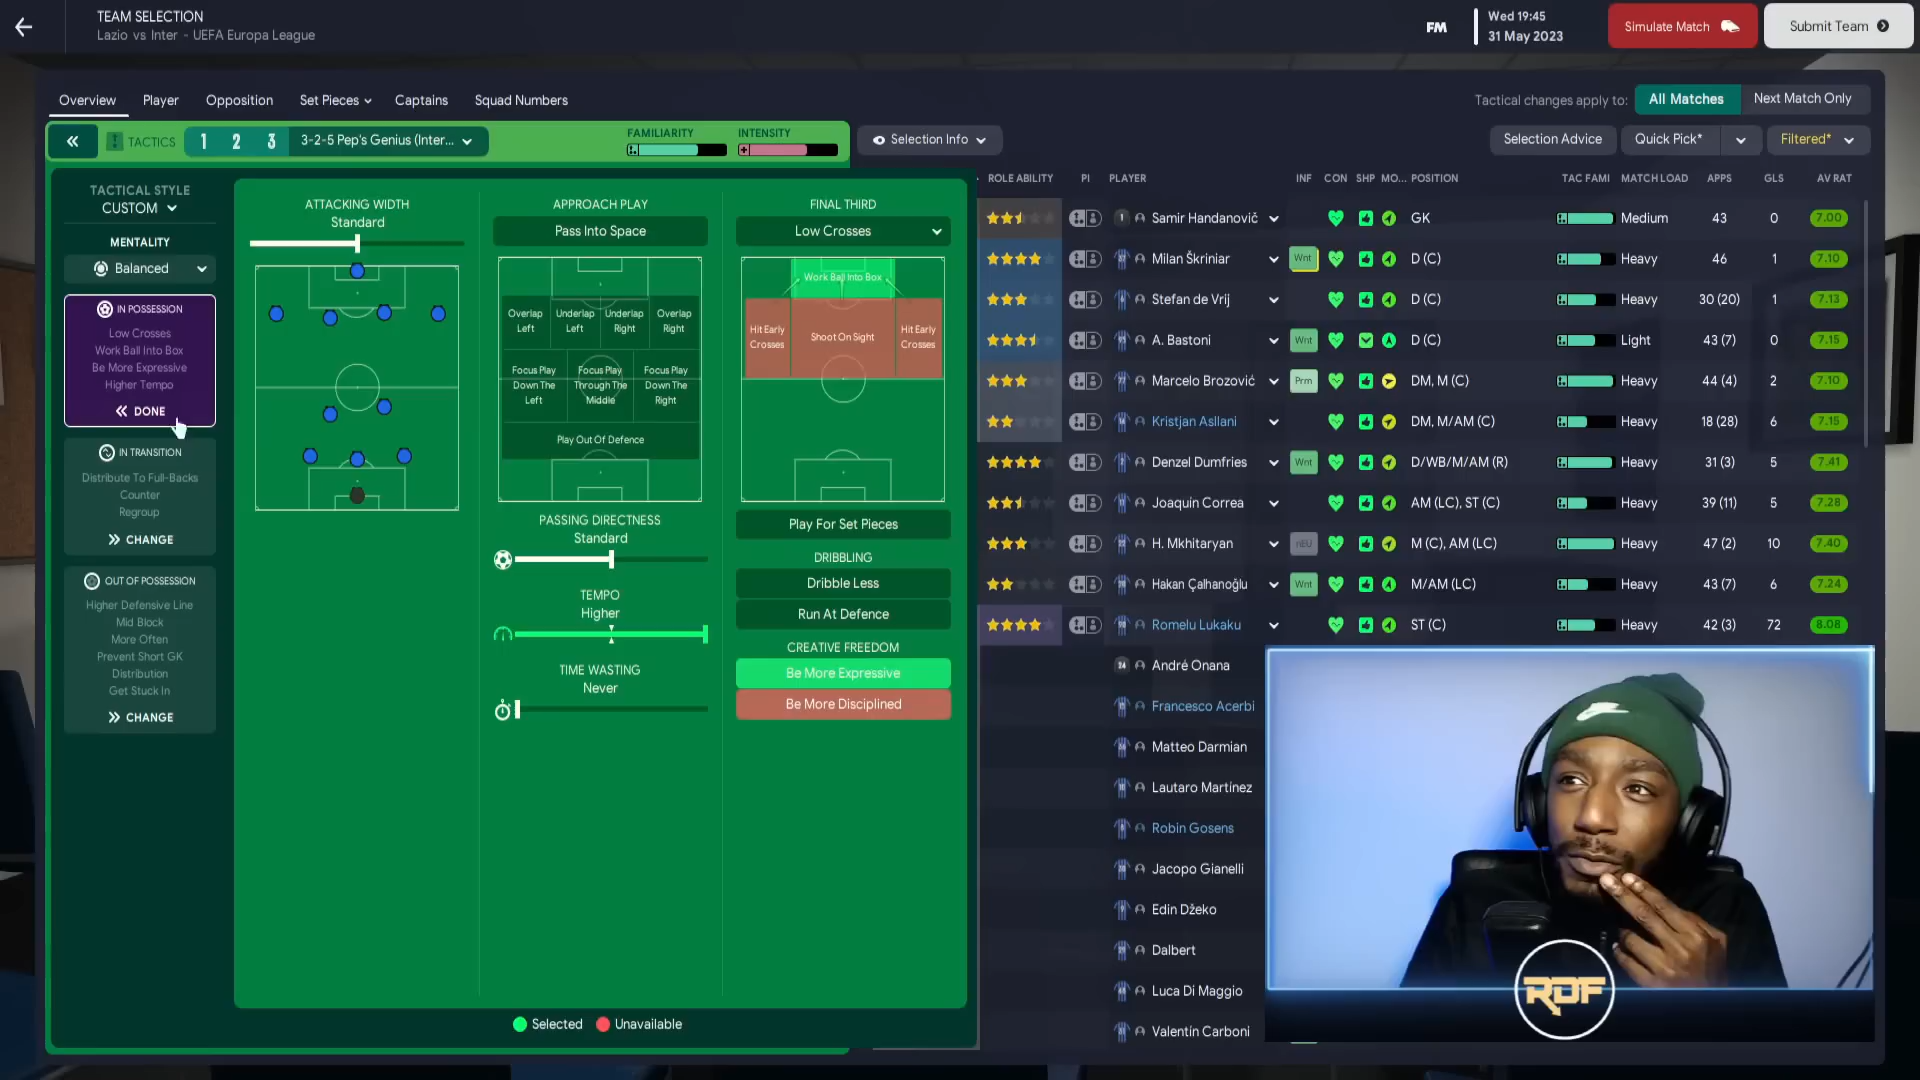 TEAM SELECTION
Lazio vs Inter - UEFA Europa League
FM
Wed 19:45
31 May 2023
Simulate Match
Submit Team
Overview
Player
Opposition
Set Pieces
Captains
Squad Numbers
Tactical changes apply to:
All Matches
Next Match Only
TACTICS
1 2 3
3-2-5 Pep's Genius (Inter...
FAMILIARITY
INTENSITY
Selection Info
Selection Advice
Quick Pick*
Filtered*
TACTICAL STYLE
CUSTOM
MENTALITY
Balanced
IN POSSESSION
Low Crosses
Work Ball Into Box
Be More Expressive
Higher Tempo
DONE
IN TRANSITION
Distribute To Full-Backs
Counter
Regroup
CHANGE
OUT OF POSSESSION
Higher Defensive Line
Mid Block
More Often
Prevent Short GK
Distribution
Get Stuck In
CHANGE
ATTACKING WIDTH
Standard
APPROACH PLAY
Pass Into Space
Overlap Left
Underlap Left
Underlap Right
Overlap Right
Focus Play Down The Left
Focus Play Through The Middle
Focus Play Down The Right
Play Out Of Defence
PASSING DIRECTNESS
Standard
TEMPO
Higher
TIME WASTING
Never
FINAL THIRD
Low Crosses
Work Ball Into Box
Hit Early Crosses
Shoot On Sight
Hit Early Crosses
Play For Set Pieces
DRIBBLING
Dribble Less
Run At Defence
CREATIVE FREEDOM
Be More Expressive
Be More Disciplined
Selected
Unavailable
ROLE ABILITY PI PLAYER INF CON SHP MO... POSITION TAC FAMI MATCH LOAD APPS GLS AV RAT
1 Samir Handanovič GK Medium 43 0 7.00
Milan Škriniar Wnt D (C) Heavy 46 1 7.10
Stefan de Vrij D (C) Heavy 30 (20) 1 7.13
A. Bastoni Wnt D (C) Light 43 (7) 0 7.15
Marcelo Brozović Prm DM, M (C) Heavy 44 (4) 2 7.10
Kristjan Asllani DM, M/AM (C) Heavy 18 (28) 6 7.15
Denzel Dumfries Wnt D/WB/M/AM (R) Heavy 31 (3) 5 7.41
Joaquín Correa AM (LC), ST (C) Heavy 39 (11) 5 7.28
H. Mkhitaryan nEU M (C), AM (LC) Heavy 47 (2) 10 7.40
Hakan Çalhanoğlu Wnt M/AM (LC) Heavy 43 (7) 6 7.24
Romelu Lukaku ST (C) Heavy 42 (3) 72 8.08
24 André Onana
Francesco Acerbi
Matteo Darmian
Lautaro Martínez
Robin Gosens
Jacopo Gianelli
Edin Džeko
Dalbert
Luca Di Maggio
Valentín Carboni
RDF